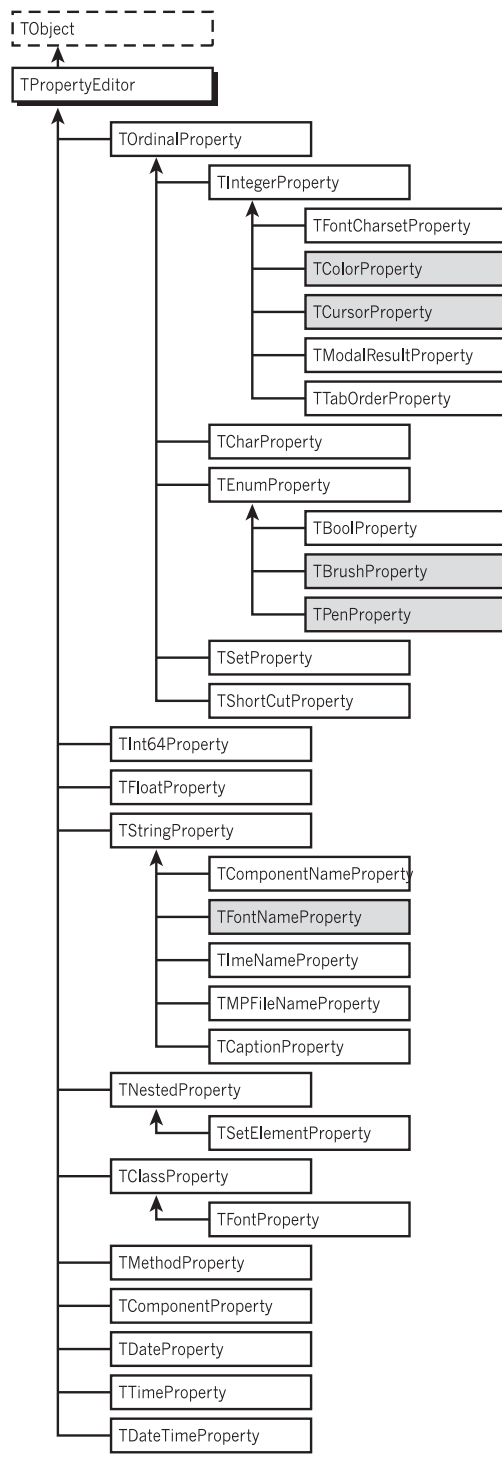 TObject
TPropertyEditor
TOrdinalProperty
TIntegerProperty
TFontCharsetProperty
TColorProperty
TCursorProperty
TModalResultProperty
TTabOrderProperty
TCharProperty
TEnumProperty
TBoolProperty
TBrushProperty
TPenProperty
TSetProperty
TShortCutProperty
TInt64Property
TFloatProperty
TStringProperty
TComponentNameProperty
TFontNameProperty
TImeNameProperty
TMPFileNameProperty
TCaptionProperty
TNestedProperty
TSetElementProperty
TClassProperty
TFontProperty
TMethodProperty
TComponentProperty
TDateProperty
TTimeProperty
TDateTimeProperty